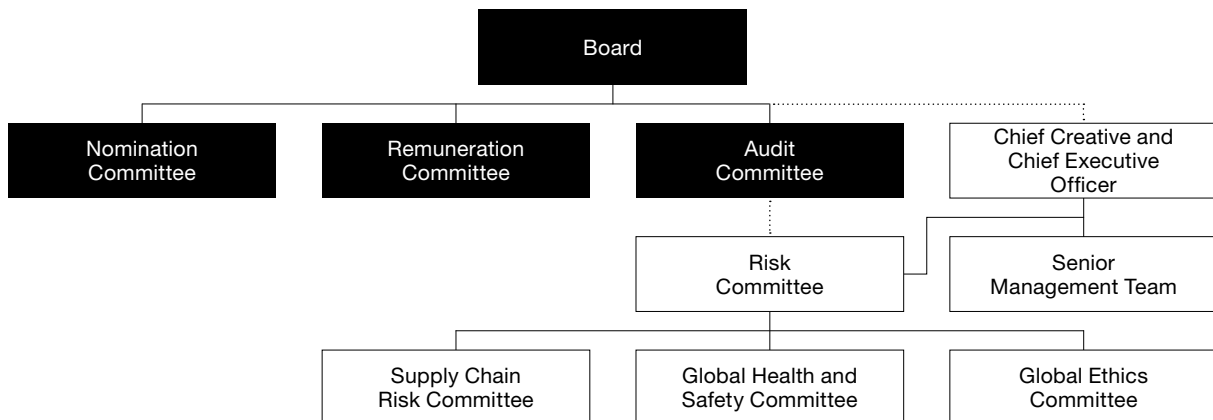 Board
Nomination
Committee
Remuneration
Committee
Audit
Committee
Chief Creative and
Chief Executive
Officer
Risk
Committee
Senior
Management Team
Supply Chain
Risk Committee
Global Health and
Safety Committee
Global Ethics
Committee